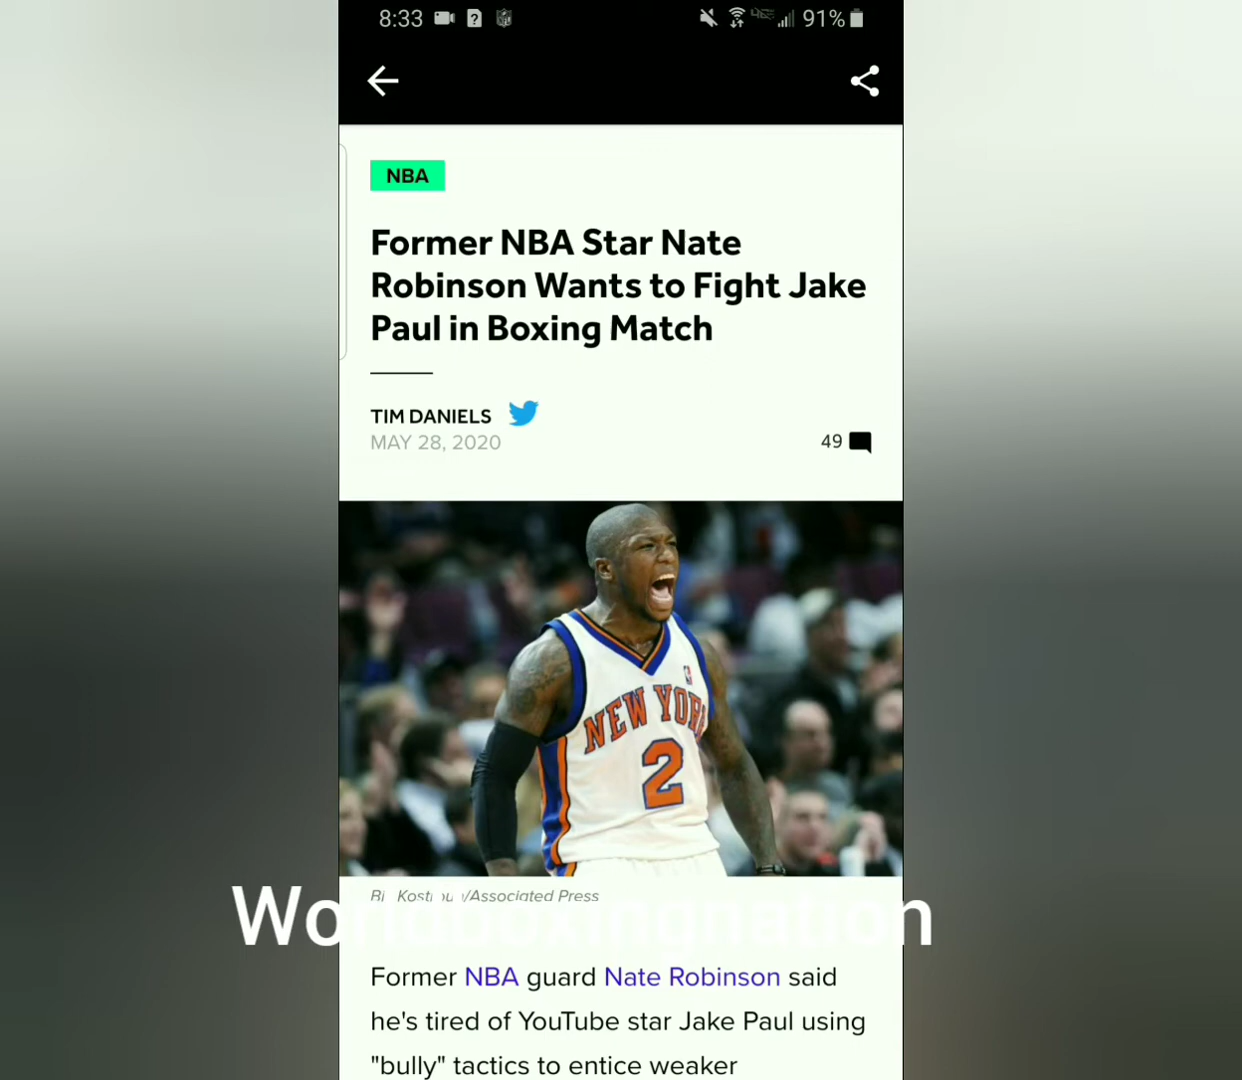 8:33
91%
NBA
Former NBA Star Nate
Robinson Wants to Fight Jake
Paul in Boxing Match
TIM DANIELS
MAY 28, 2020
49
NEW YORK
2
/Associated Press
Worldboxingnation
Former NBA guard Nate Robinson said
he's tired of YouTube star Jake Paul using
"bully" tactics to entice weaker